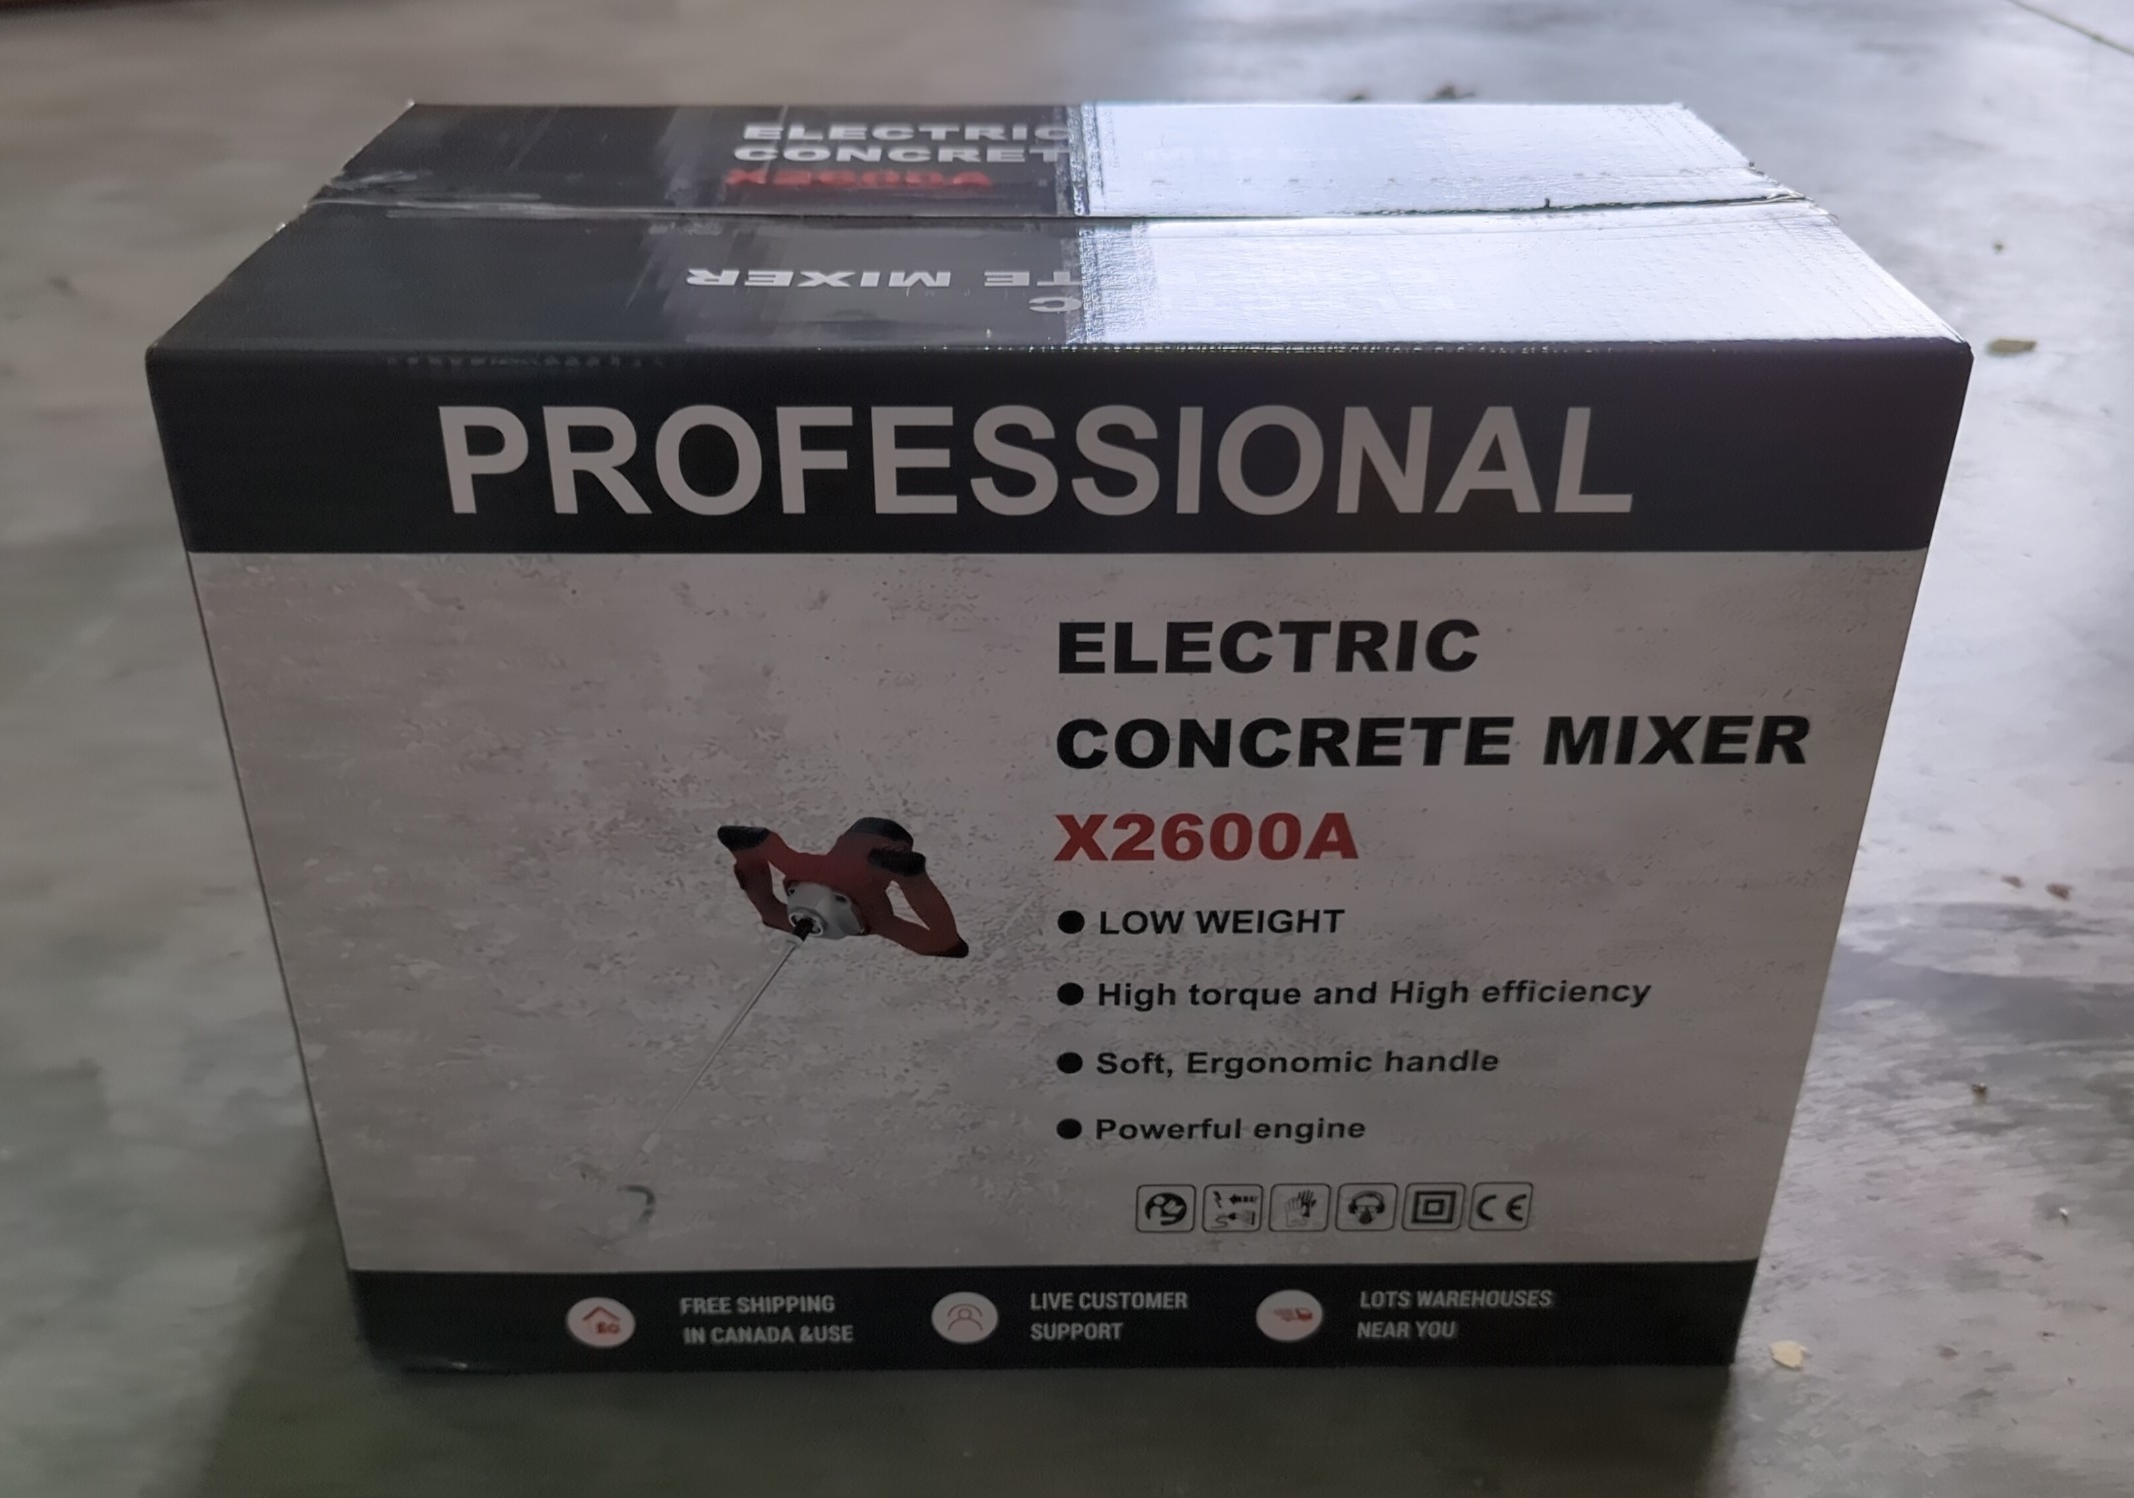 ELECTRIC
CONCRET
X2600A
TE MIXER
C
PROFESSIONAL
ELECTRIC
CONCRETE MIXER
X2600A
● LOW WEIGHT
● High torque and High efficiency
● Soft, Ergonomic handle
● Powerful engine
CE
FREE SHIPPING
IN CANADA &USE
LIVE CUSTOMER
SUPPORT
LOTS WAREHOUSES
NEAR YOU